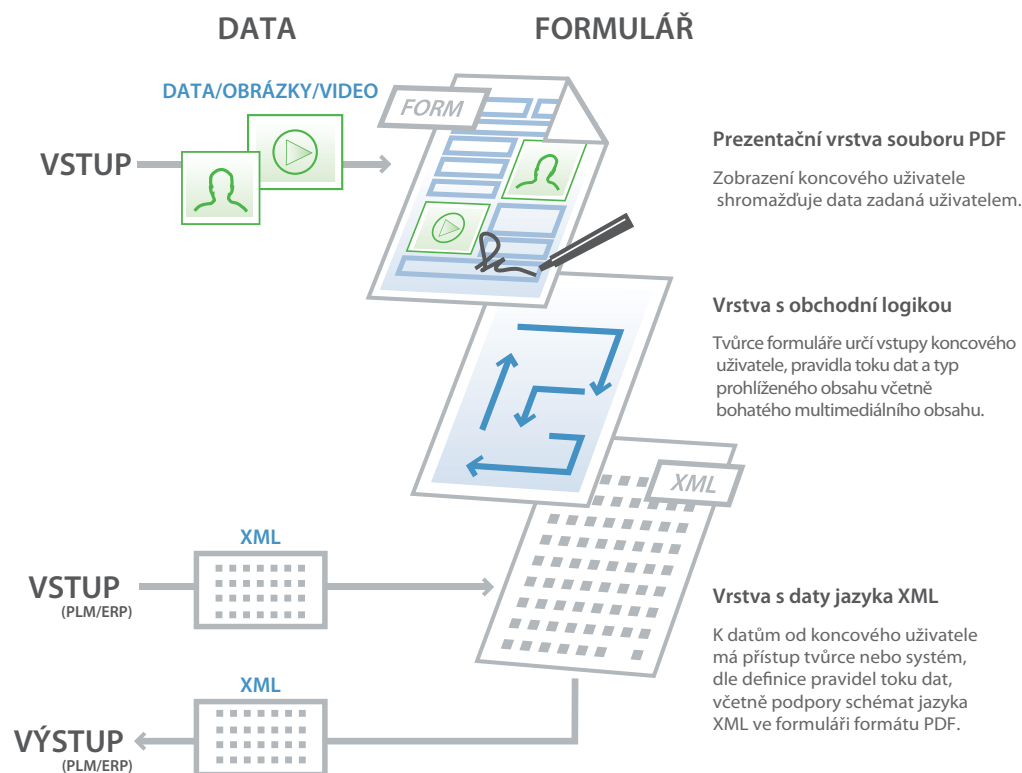 DATA
FORMULÁŘ
DATA/OBRÁZKY/VIDEO
FORM
VSTUP
Prezentační vrstva souboru PDF
Zobrazení koncového uživatele
shromažďuje data zadaná uživatelem.
Vrstva s obchodní logikou
Tvůrce formuláře určí vstupy koncového
uživatele, pravidla toku dat a typ
prohlíženého obsahu včetně
bohatého multimediálního obsahu.
XML
XML
VSTUP
(PLM/ERP)
Vrstva s daty jazyka XML
K datům od koncového uživatele
má přístup tvůrce nebo systém,
dle definice pravidel toku dat,
včetně podpory schémat jazyka
XML ve formuláři formátu PDF.
XML
VÝSTUP
(PLM/ERP)